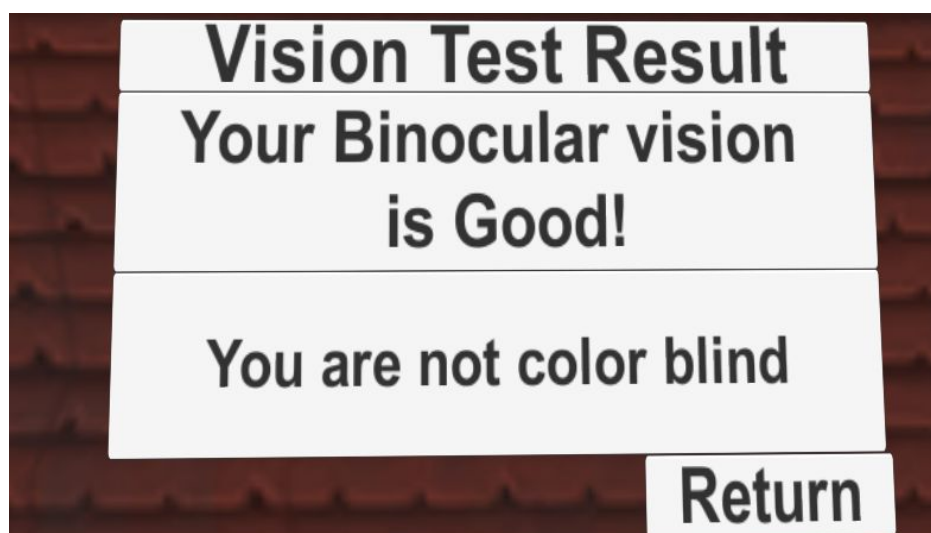 Vision Test Result
Your Binocular vision
is Good!
You are not color blind
Return